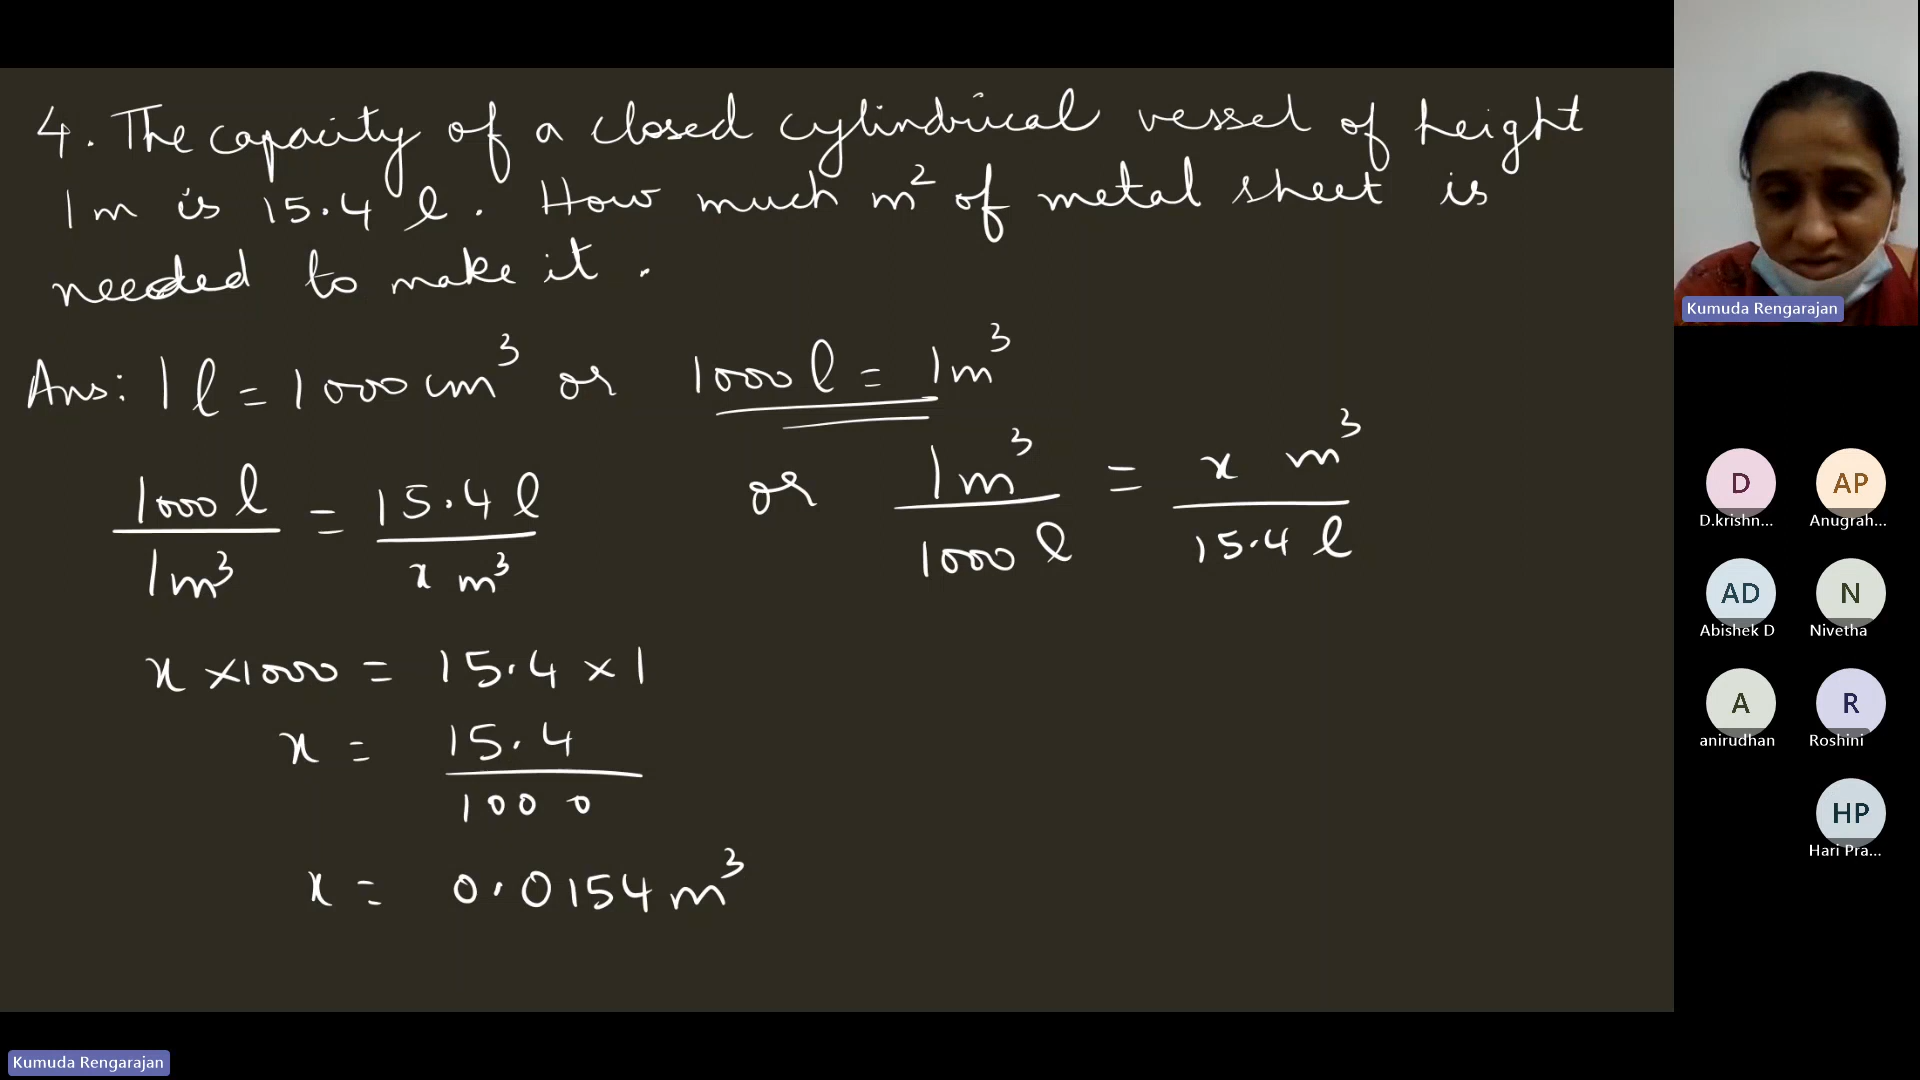 4. The capacity of a closed cylindrical vessel of height
1m is 15.4 l. How much m² of metal sheet is
needed to make it.
Ans: 1 l = 1000 cm³ or 1000 l = 1m³
1000 l / 1m³ = 15.4 l / x m³ or 1m³ / 1000 l = x m³ / 15.4 l
x × 1000 = 15.4 × 1
x = 15.4 / 1000
x = 0.0154 m³
Kumuda Rengarajan
D
D.krishn...
AP
Anugrah...
AD
Abishek D
N
Nivetha
A
anirudhan
R
Roshini
HP
Hari Pra...
Kumuda Rengarajan